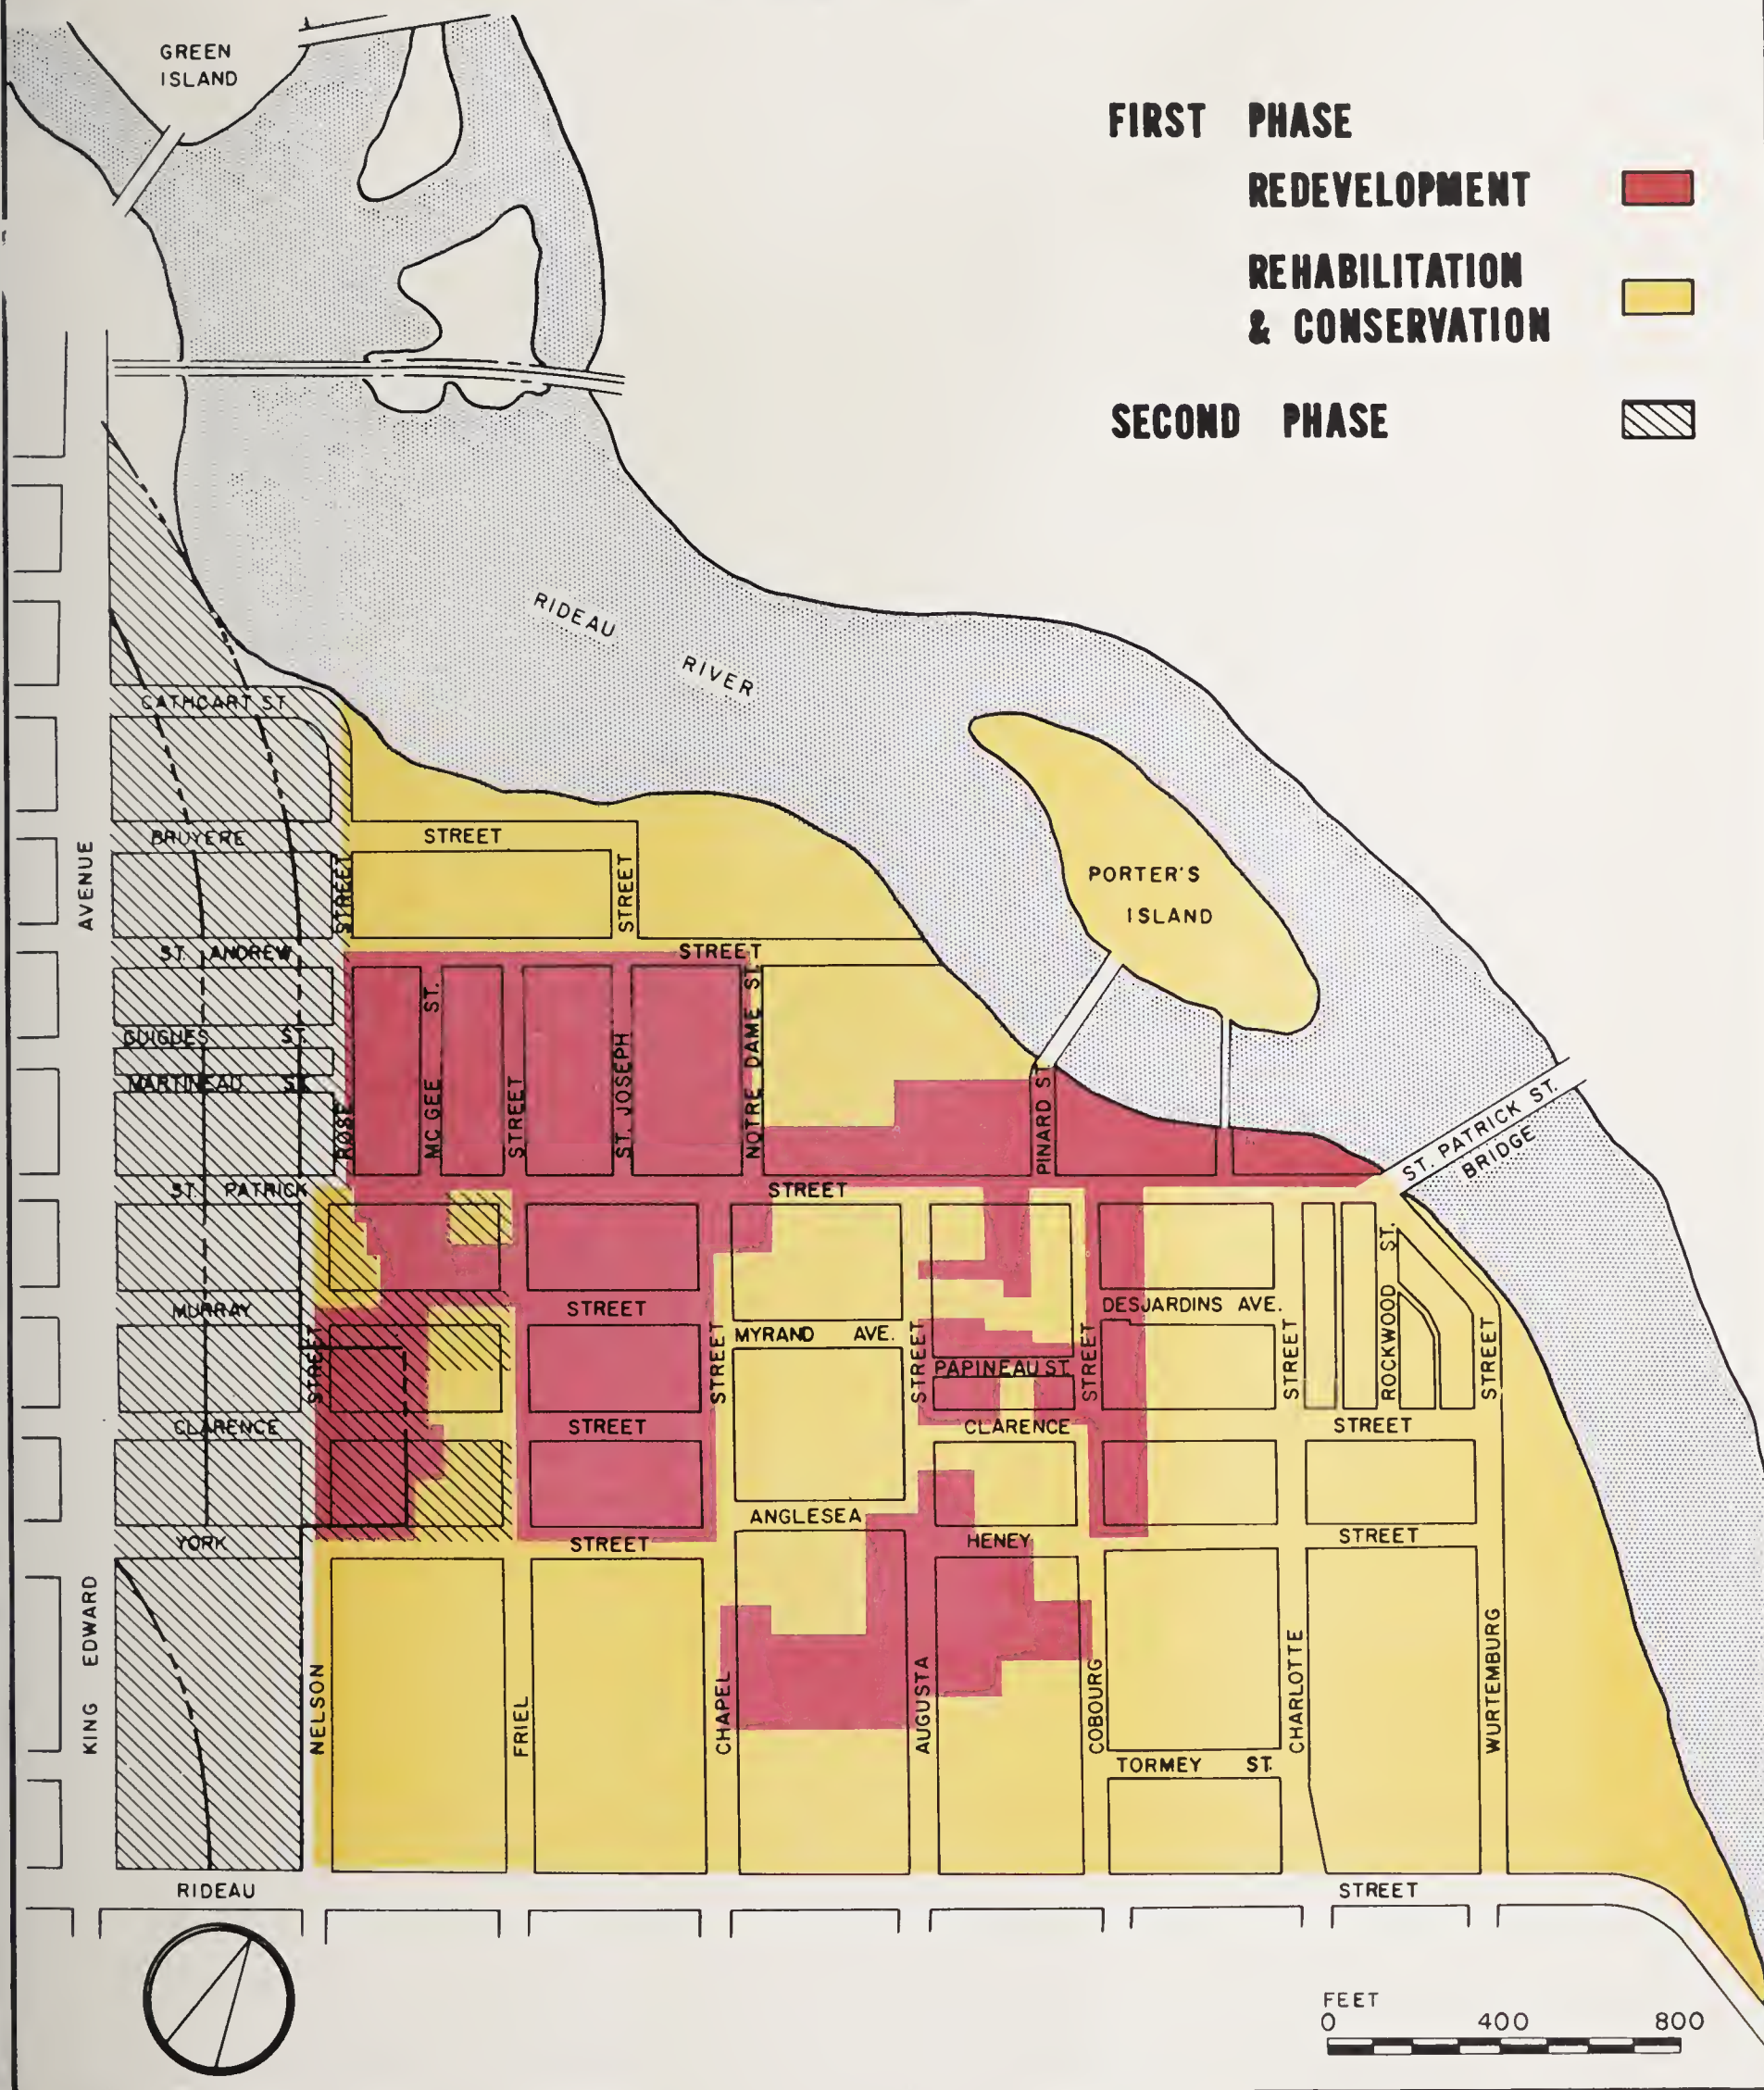 GREEN
ISLAND
FIRST PHASE
REDEVELOPMENT
REHABILITATION
& CONSERVATION
SECOND PHASE
RIDEAU
RIVER
CATHCART ST
BRUYERE STREET
AVENUE
STREET
STREET
PORTER'S
ISLAND
ST. ANDREW STREET
GUIGUES ST.
MARTINEAU ST.
ROSE
MC GEE ST.
STREET
ST. JOSEPH
NOTRE DAME ST.
PINARD ST.
ST. PATRICK ST.
BRIDGE
ST. PATRICK STREET
MURRAY STREET
DESJARDINS AVE.
MYRAND AVE.
PAPINEAU ST.
STREET
STREET
STREET
STREET
STREET
ROCKWOOD ST.
STREET
CLARENCE STREET CLARENCE STREET
ANGLESEA
YORK STREET HENEY STREET
KING EDWARD
NELSON
FRIEL
CHAPEL
AUGUSTA
COBOURG
CHARLOTTE
WURTEMBURG
TORMEY ST.
RIDEAU STREET
FEET
0 400 800